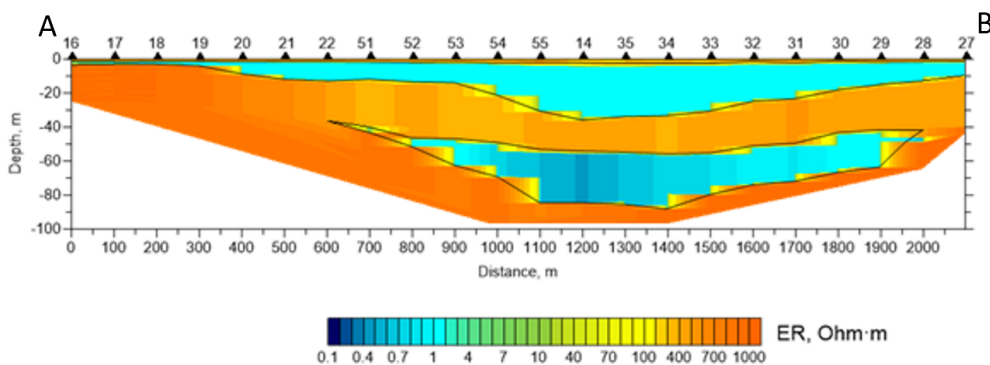 A
B
16 17 18 19 20 21 22 51 52 53 54 55 14 35 34 33 32 31 30 29 28 27
0
-20
-40
-60
-80
-100
Depth, m
0 100 200 300 400 500 600 700 800 900 1000 1100 1200 1300 1400 1500 1600 1700 1800 1900 2000
Distance, m
ER, Ohm·m
0.1 0.4 0.7 1 4 7 10 40 70 100 400 700 1000